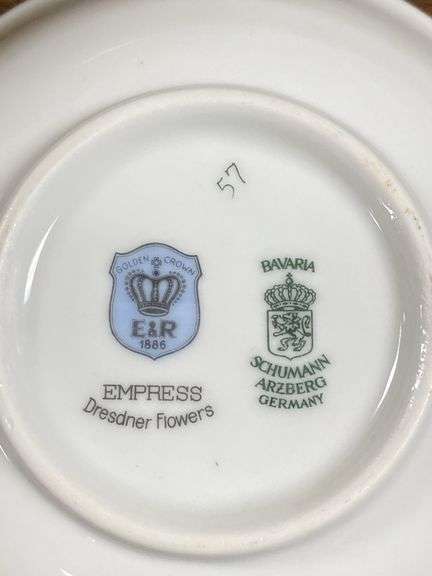 57
GOLDEN CROWN
E&R
1886
EMPRESS
Dresdner Flowers
BAVARIA
SCHUMANN
ARZBERG
GERMANY